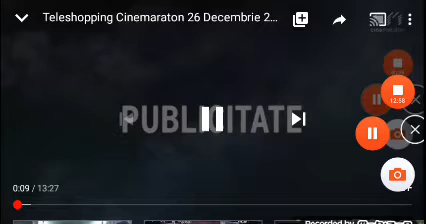 Teleshopping Cinemaraton 26 Decembrie 2...
PUBLICITATE
12:58
0:09 / 13:27
Recorded by